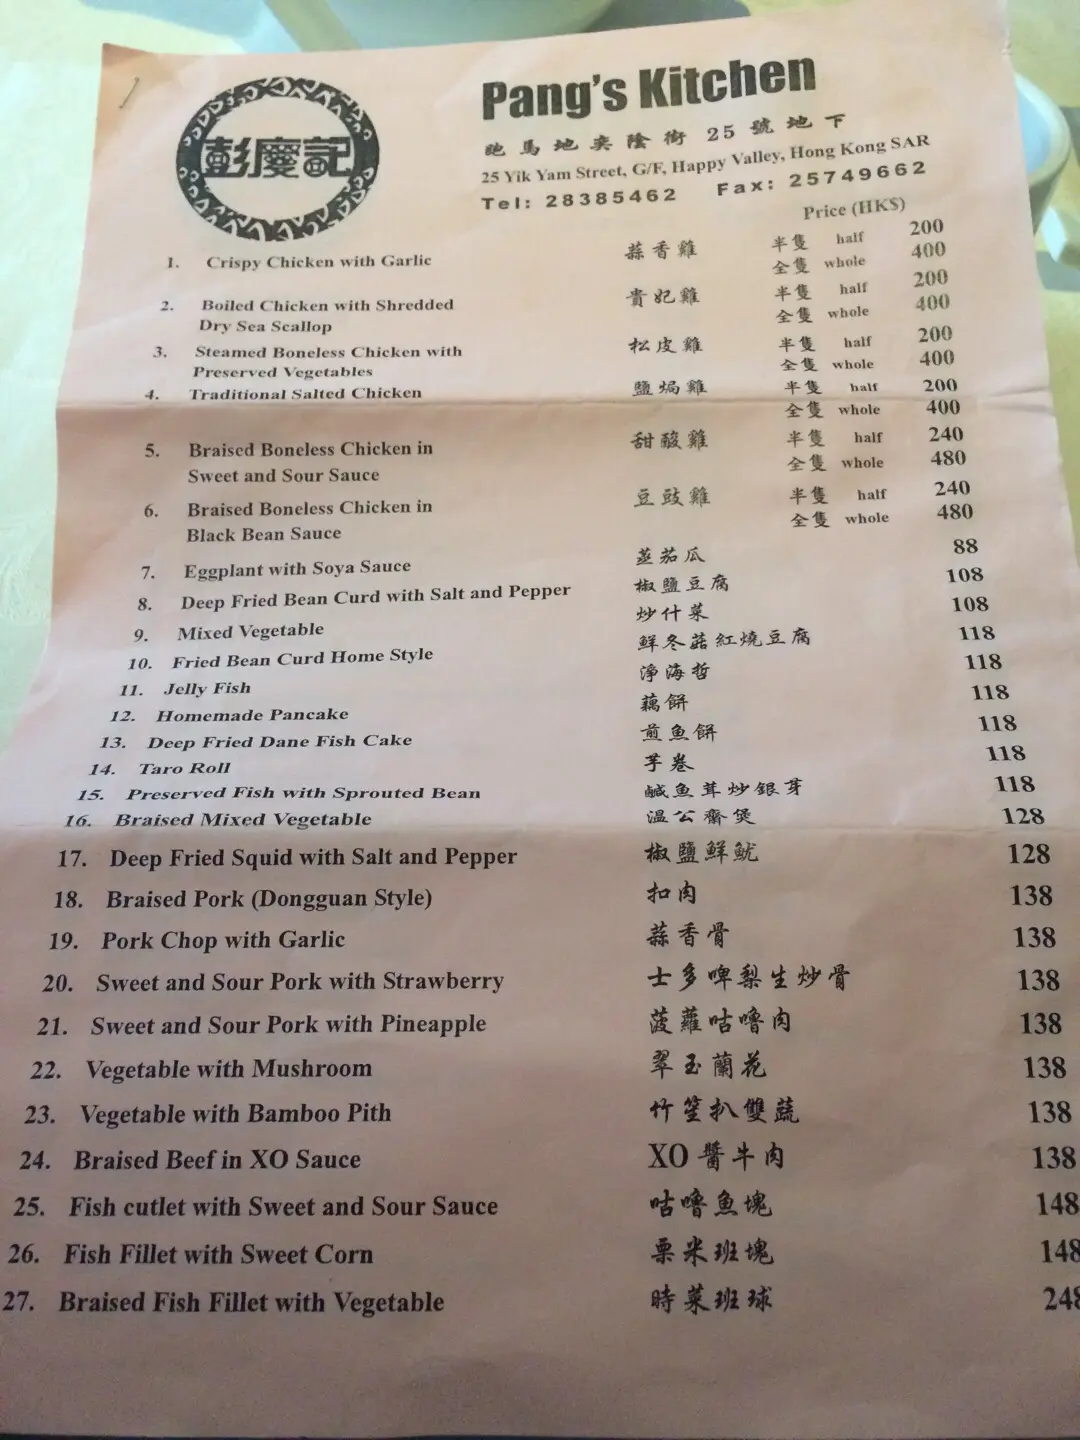 彭慶記
Pang's Kitchen
跑馬地奕陰街 25 號地下
25 Yik Yam Street, G/F, Happy Valley, Hong Kong SAR
Tel: 28385462 Fax: 25749662
Price (HK$)
1. Crispy Chicken with Garlic 蒜香雞 半隻 half 200
全隻 whole 400
2. Boiled Chicken with Shredded 貴妃雞 半隻 half 200
Dry Sea Scallop 全隻 whole 400
3. Steamed Boneless Chicken with 松皮雞 半隻 half 200
Preserved Vegetables 全隻 whole 400
4. Traditional Salted Chicken 鹽焗雞 半隻 half 200
全隻 whole 400
5. Braised Boneless Chicken in 甜酸雞 半隻 half 240
Sweet and Sour Sauce 全隻 whole 480
6. Braised Boneless Chicken in 豆豉雞 半隻 half 240
Black Bean Sauce 全隻 whole 480
7. Eggplant with Soya Sauce 蒸茄瓜 88
8. Deep Fried Bean Curd with Salt and Pepper 椒鹽豆腐 108
9. Mixed Vegetable 炒什菜 108
10. Fried Bean Curd Home Style 鮮冬菇紅燒豆腐 118
11. Jelly Fish 淨海哲 118
12. Homemade Pancake 藕餅 118
13. Deep Fried Dane Fish Cake 煎魚餅 118
14. Taro Roll 芋卷 118
15. Preserved Fish with Sprouted Bean 鹹魚茸炒銀芽 118
16. Braised Mixed Vegetable 溫公齋煲 128
17. Deep Fried Squid with Salt and Pepper 椒鹽鮮魷 128
18. Braised Pork (Dongguan Style) 扣肉 138
19. Pork Chop with Garlic 蒜香骨 138
20. Sweet and Sour Pork with Strawberry 士多啤梨生炒骨 138
21. Sweet and Sour Pork with Pineapple 菠蘿咕嚕肉 138
22. Vegetable with Mushroom 翠玉蘭花 138
23. Vegetable with Bamboo Pith 竹笙扒雙蔬 138
24. Braised Beef in XO Sauce XO 醬牛肉 138
25. Fish cutlet with Sweet and Sour Sauce 咕嚕魚塊 148
26. Fish Fillet with Sweet Corn 粟米班塊 148
27. Braised Fish Fillet with Vegetable 時菜班球 248